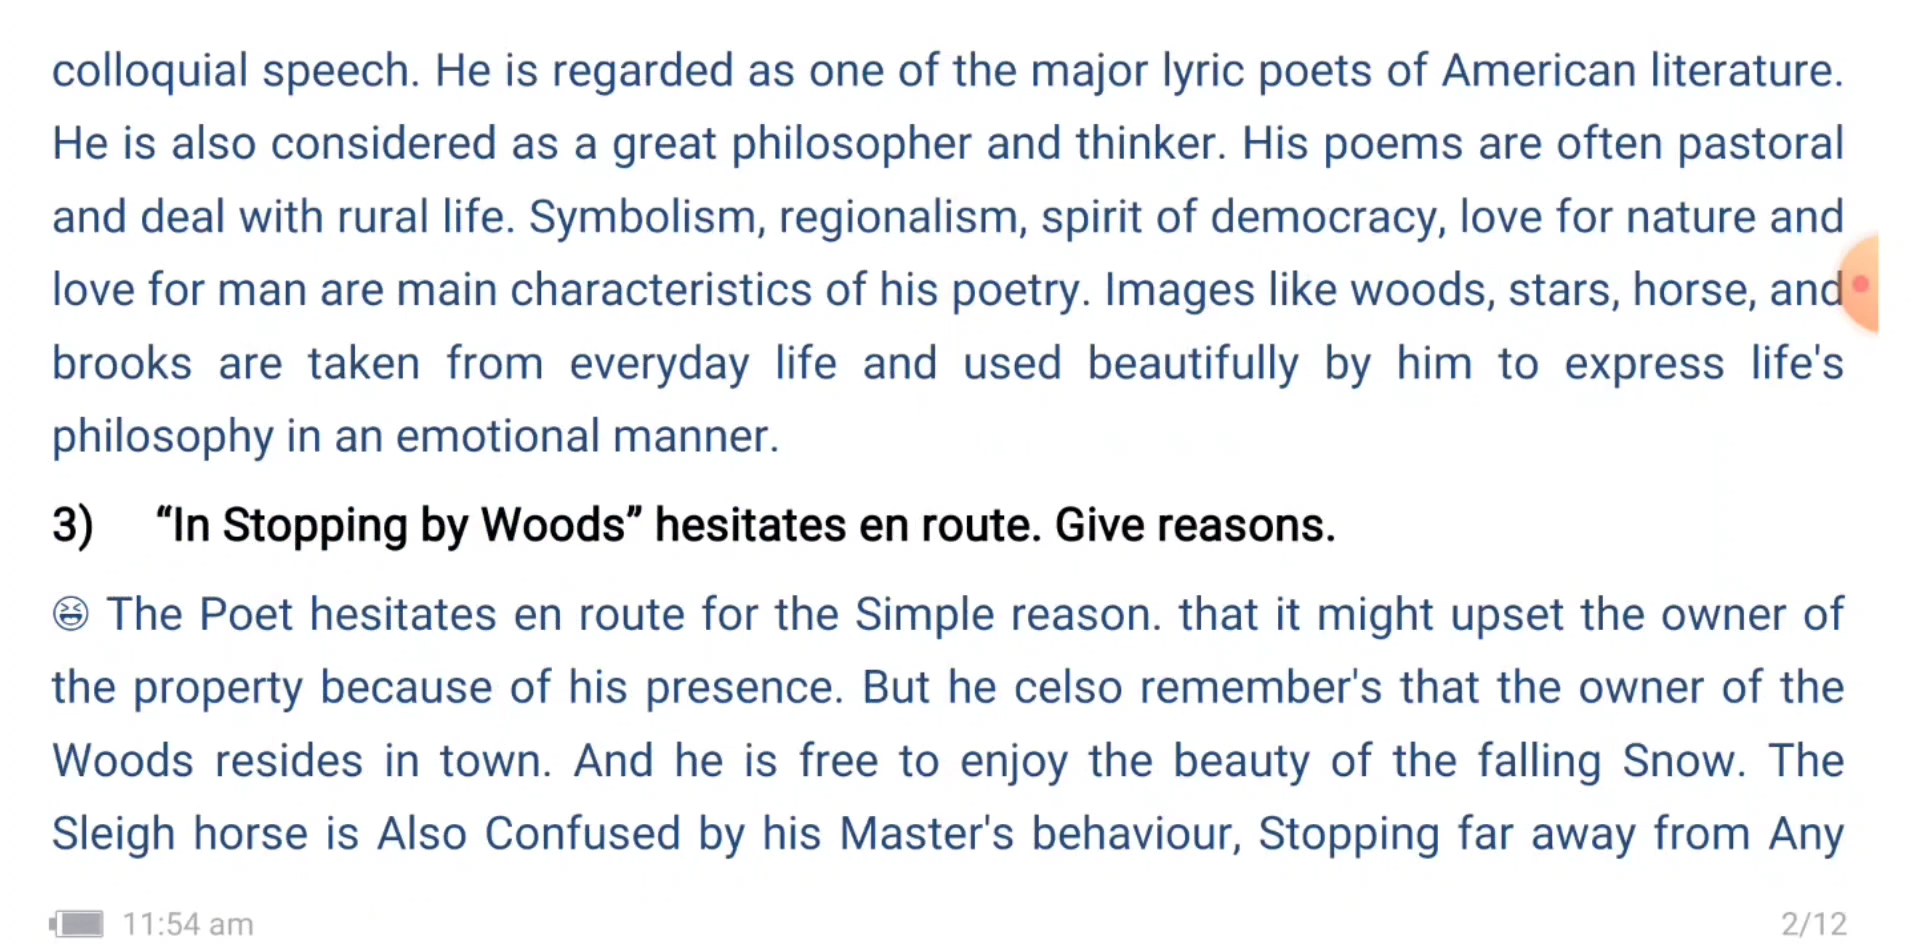 colloquial speech. He is regarded as one of the major lyric poets of American literature.
He is also considered as a great philosopher and thinker. His poems are often pastoral
and deal with rural life. Symbolism, regionalism, spirit of democracy, love for nature and
love for man are main characteristics of his poetry. Images like woods, stars, horse, and
brooks are taken from everyday life and used beautifully by him to express life's
philosophy in an emotional manner.
3) “In Stopping by Woods” hesitates en route. Give reasons.
😆 The Poet hesitates en route for the Simple reason. that it might upset the owner of
the property because of his presence. But he celso remember's that the owner of the
Woods resides in town. And he is free to enjoy the beauty of the falling Snow. The
Sleigh horse is Also Confused by his Master's behaviour, Stopping far away from Any
11:54 am 2/12